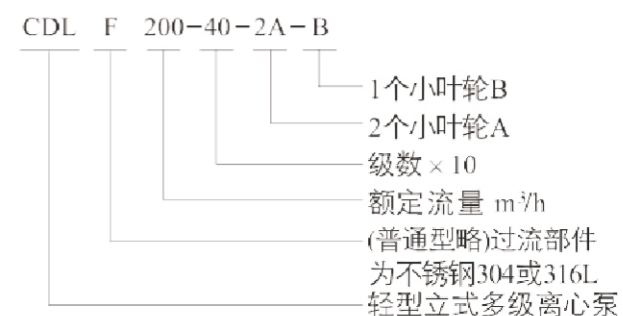 CDL F 200-40-2A-B
1个小叶轮B
2个小叶轮A
级数×10
额定流量 m³/h
(普通型略)过流部件
为不锈钢304或316L
轻型立式多级离心泵